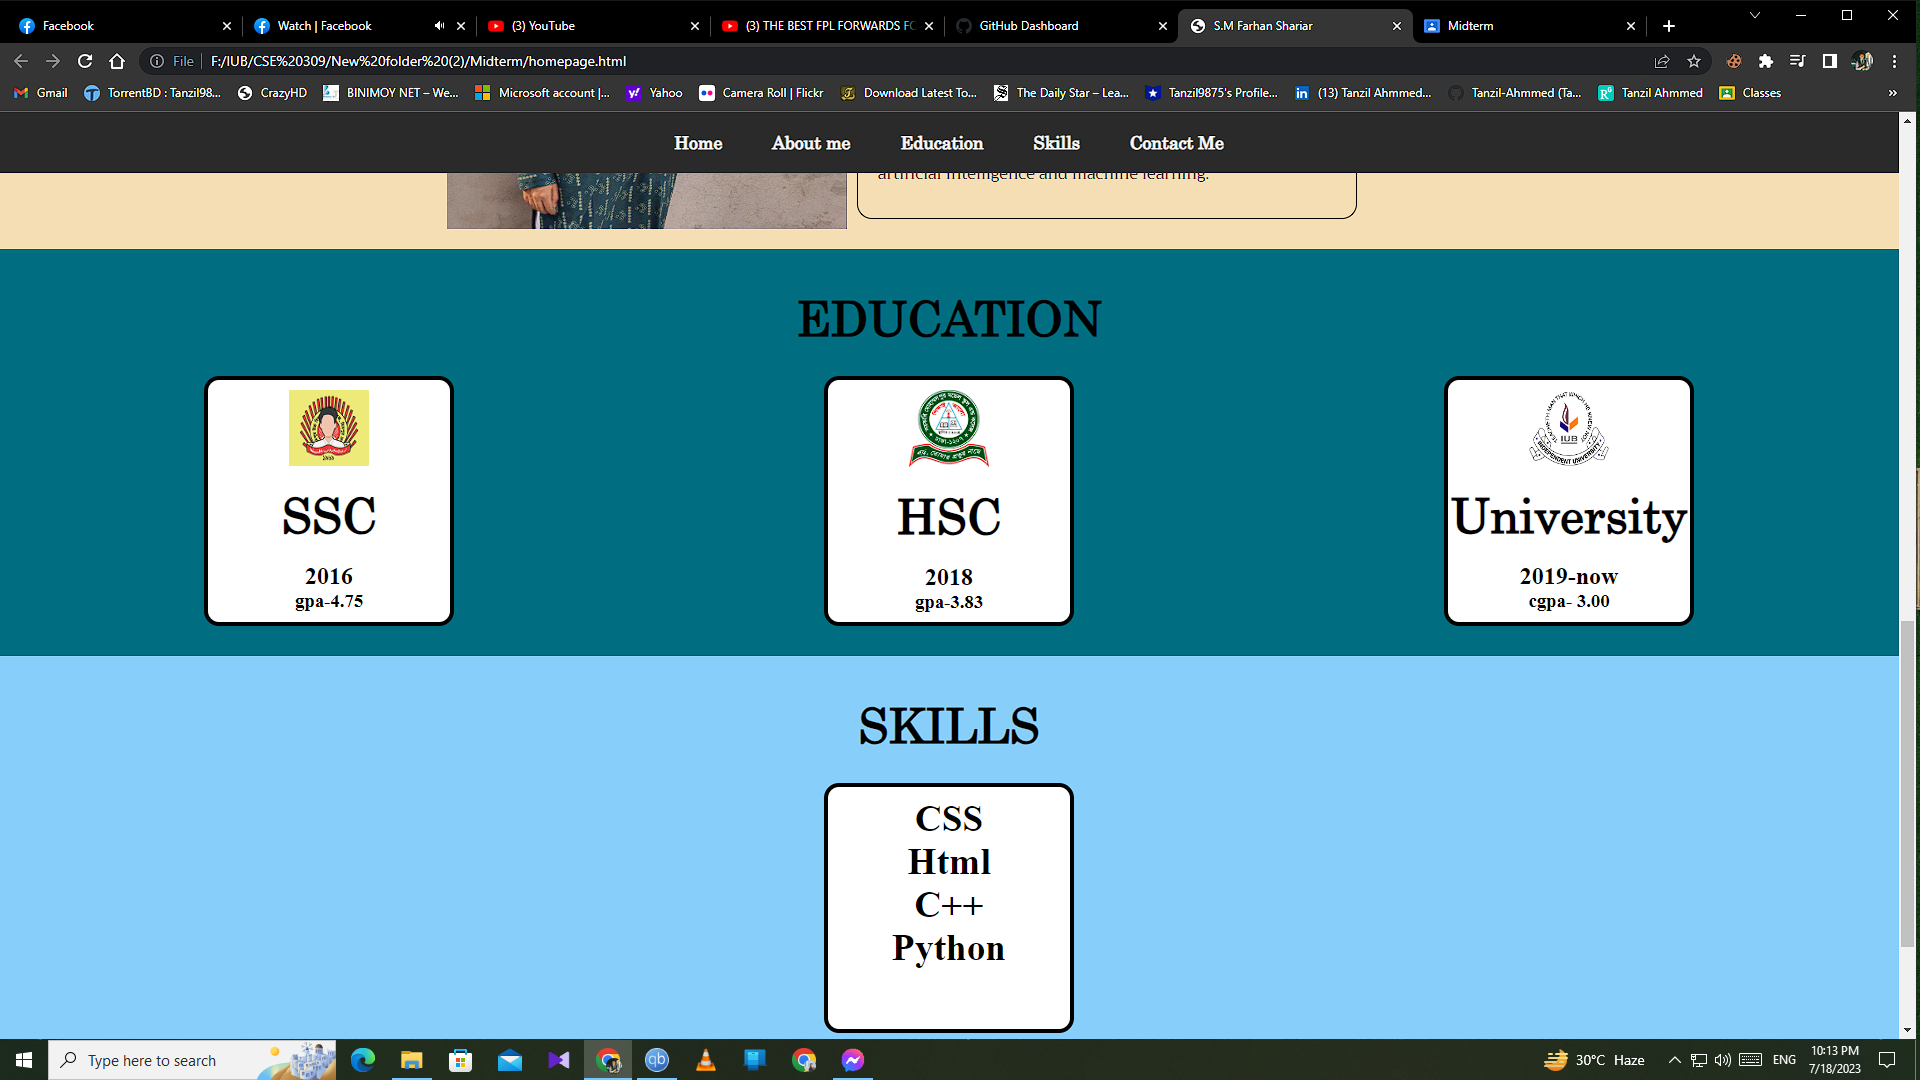 Facebook
Watch | Facebook
(3) YouTube
(3) THE BEST FPL FORWARDS FO
GitHub Dashboard
S.M Farhan Shariar
Midterm
File
F:/IUB/CSE%20309/New%20folder%20(2)/Midterm/homepage.html
Gmail
TorrentBD : Tanzil98...
CrazyHD
BINIMOY NET – We...
Microsoft account |...
Yahoo
Camera Roll | Flickr
Download Latest To...
The Daily Star – Lea...
Tanzil9875's Profile...
(13) Tanzil Ahmmed...
Tanzil-Ahmmed (Ta...
Tanzil Ahmmed
Classes
»
Home
About me
Education
Skills
Contact Me
artificial intelligence and machine learning.
EDUCATION
SSC
2016
gpa-4.75
HSC
2018
gpa-3.83
IUB
INDEPENDENT UNIVERSITY
University
2019-now
cgpa- 3.00
SKILLS
CSS
Html
C++
Python
Type here to search
qb
30°C Haze
ENG
10:13 PM
7/18/2023